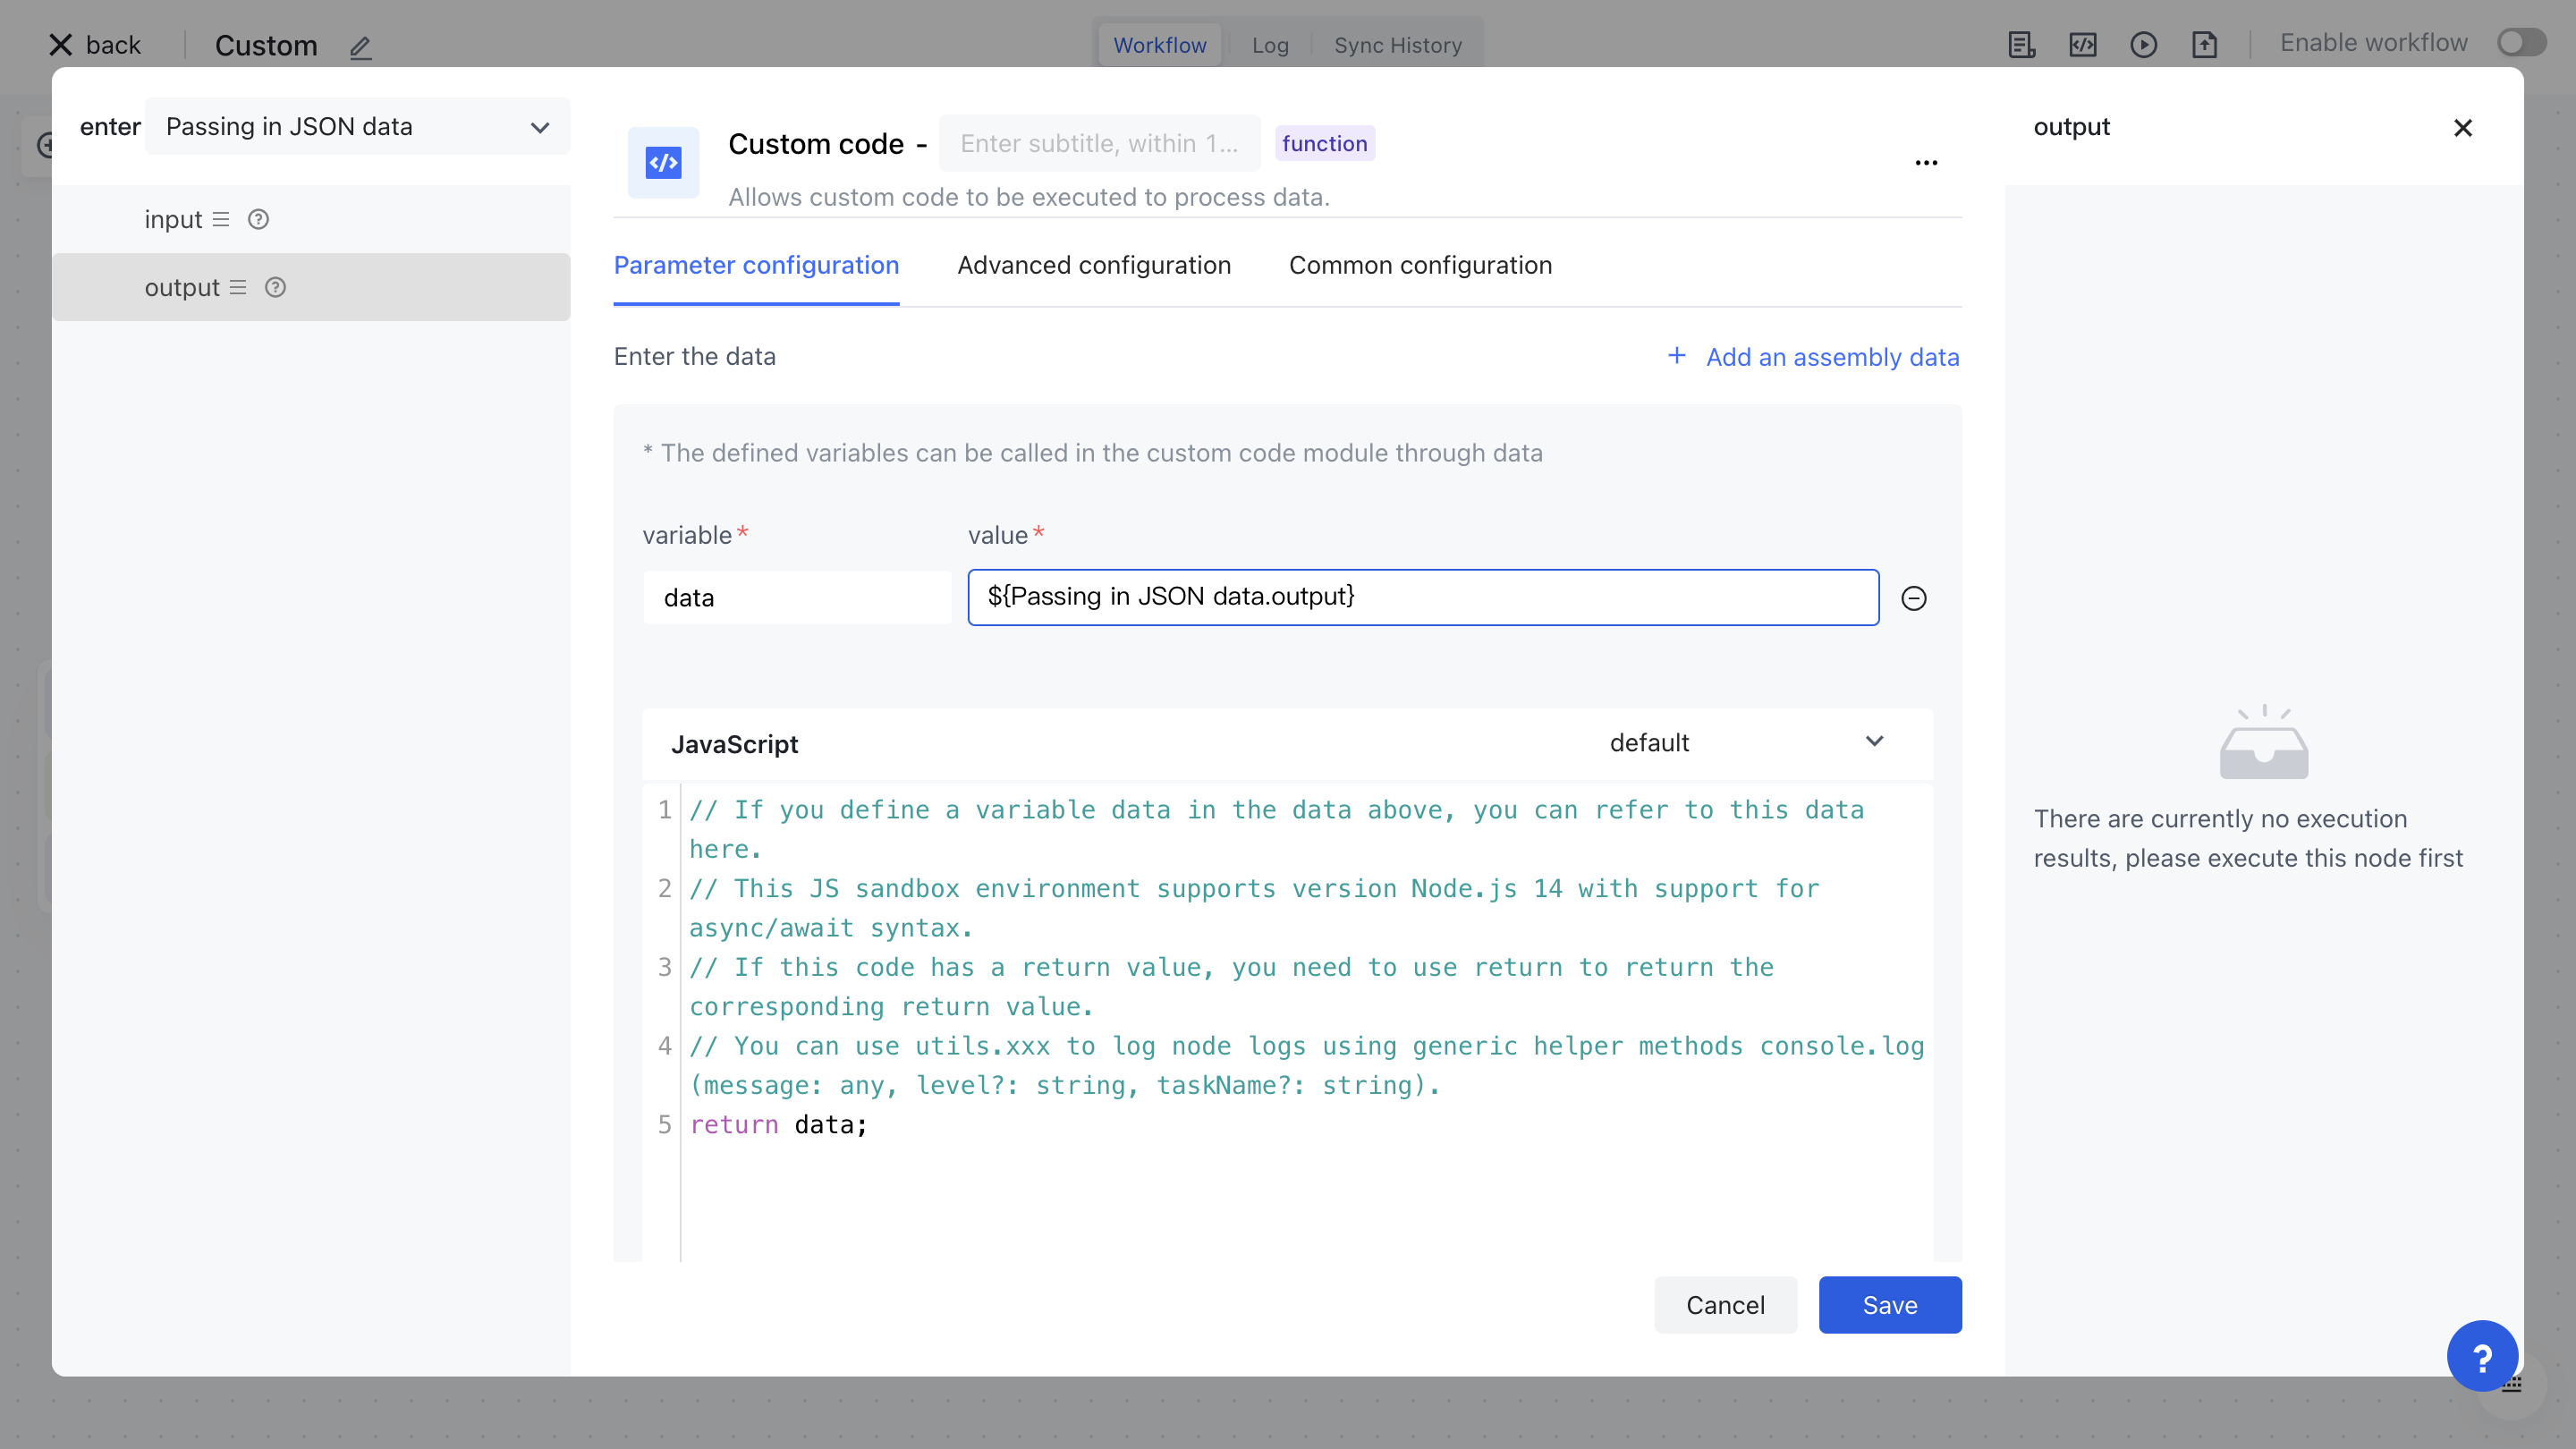 back
Custom
Workflow
Log
Sync History
Enable workflow
enter
Passing in JSON data
input
output
Custom code -
Enter subtitle, within 1...
function
Allows custom code to be executed to process data.
Parameter configuration
Advanced configuration
Common configuration
Enter the data
+ Add an assembly data
* The defined variables can be called in the custom code module through data
variable*
value*
data
${Passing in JSON data.output}
JavaScript
default
1 // If you define a variable data in the data above, you can refer to this data
here.
2 // This JS sandbox environment supports version Node.js 14 with support for
async/await syntax.
3 // If this code has a return value, you need to use return to return the
corresponding return value.
4 // You can use utils.xxx to log node logs using generic helper methods console.log
(message: any, level?: string, taskName?: string).
5 return data;
Cancel
Save
output
There are currently no execution
results, please execute this node first
?